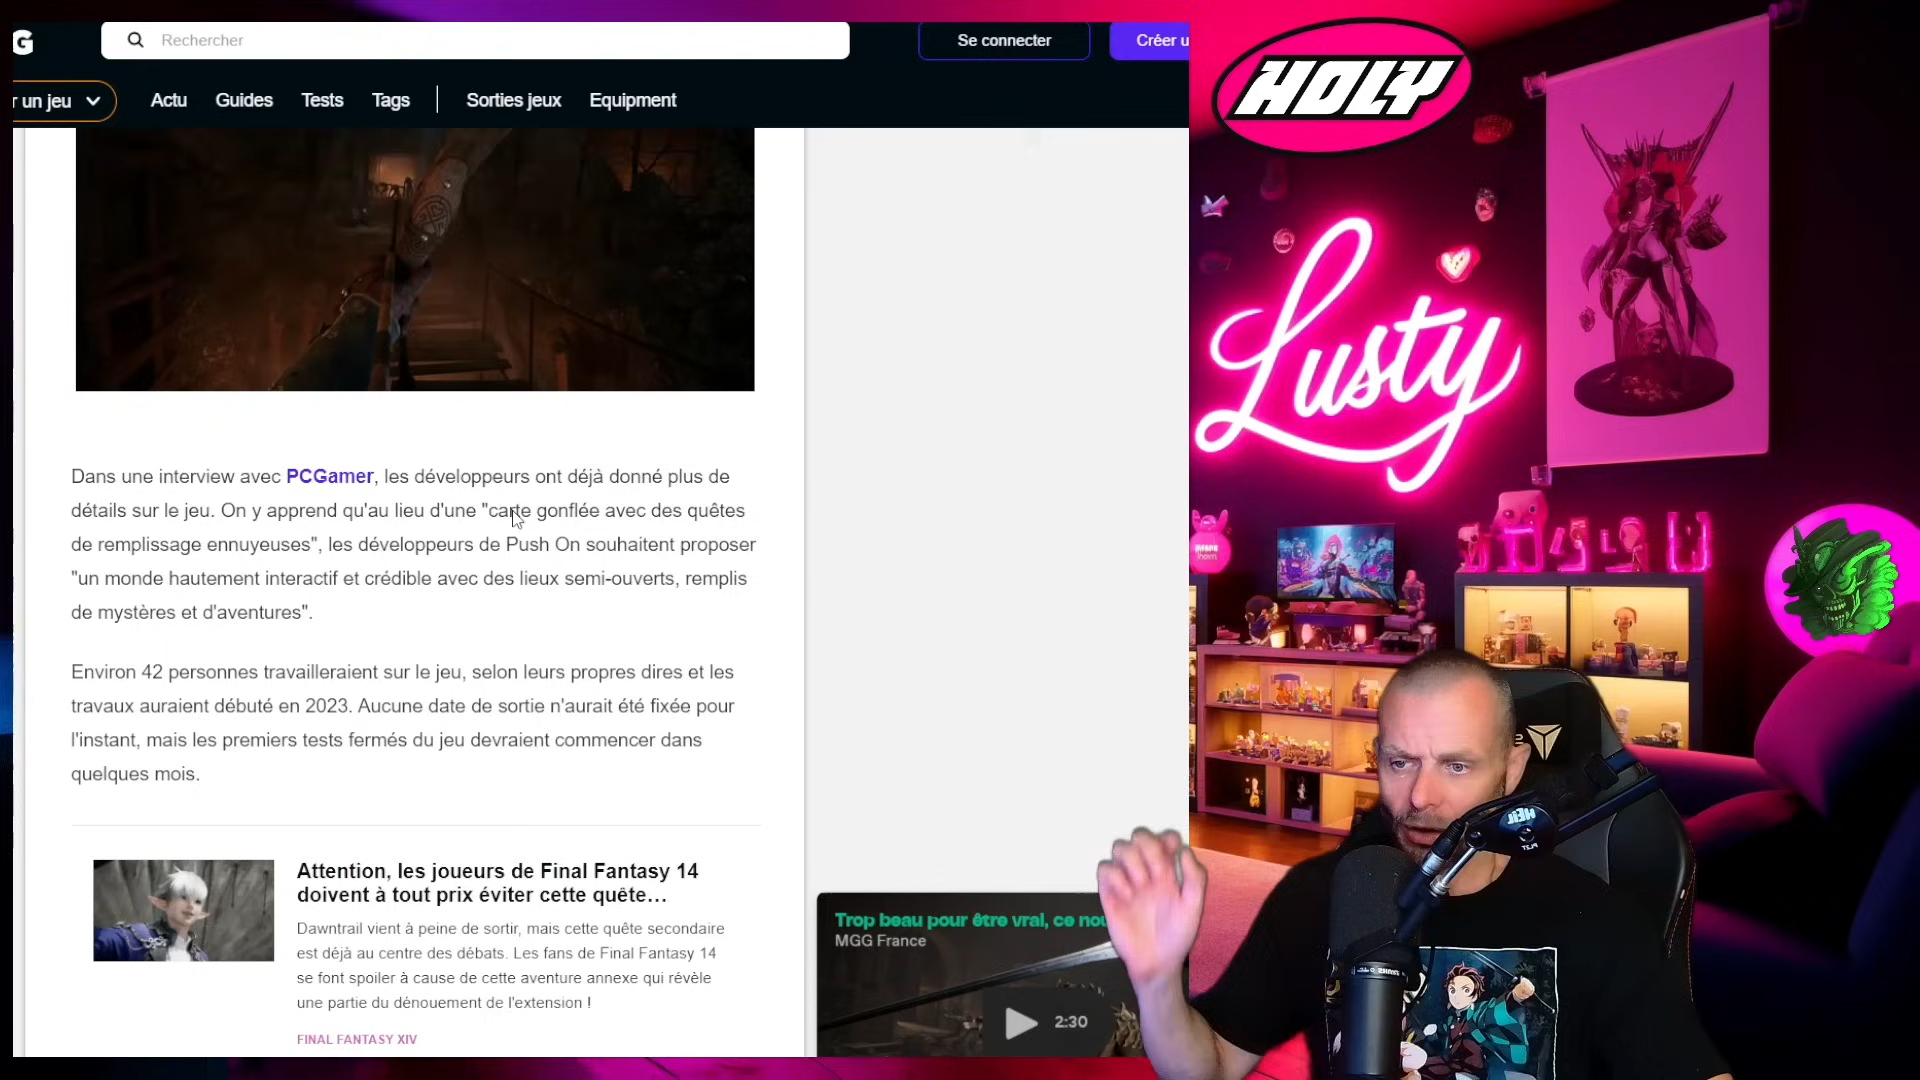 G
Rechercher
Se connecter
Créer u
r un jeu
Actu
Guides
Tests
Tags
Sorties jeux
Equipment
Dans une interview avec PCGamer, les développeurs ont déjà donné plus de
détails sur le jeu. On y apprend qu'au lieu d'une "carte gonflée avec des quêtes
de remplissage ennuyeuses", les développeurs de Push On souhaitent proposer
"un monde hautement interactif et crédible avec des lieux semi-ouverts, remplis
de mystères et d'aventures".
Environ 42 personnes travailleraient sur le jeu, selon leurs propres dires et les
travaux auraient débuté en 2023. Aucune date de sortie n'aurait été fixée pour
l'instant, mais les premiers tests fermés du jeu devraient commencer dans
quelques mois.
Attention, les joueurs de Final Fantasy 14
doivent à tout prix éviter cette quête...
Dawntrail vient à peine de sortir, mais cette quête secondaire
est déjà au centre des débats. Les fans de Final Fantasy 14
se font spoiler à cause de cette aventure annexe qui révèle
une partie du dénouement de l'extension !
FINAL FANTASY XIV
Trop beau pour être vrai, ce nou
MGG France
2:30
HOLY
Lusty